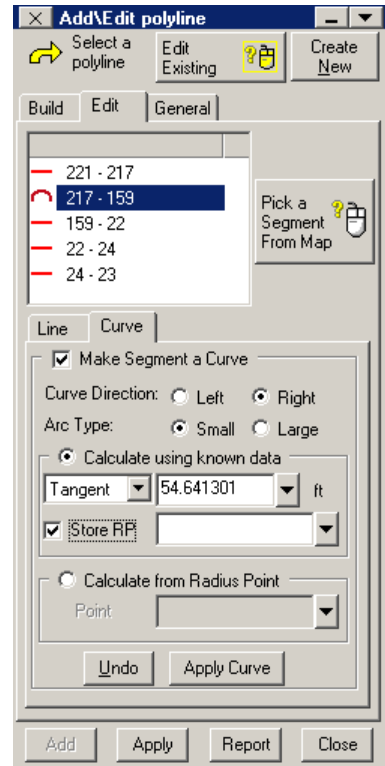 Add\Edit polyline
Select a polyline
Edit Existing
Create New
Build Edit General
221 - 217
217 - 159
159 - 22
22 - 24
24 - 23
Pick a Segment From Map
Line Curve
Make Segment a Curve
Curve Direction: Left Right
Arc Type: Small Large
Calculate using known data
Tangent 54.641301 ft
Store RP
Calculate from Radius Point
Point
Undo Apply Curve
Add Apply Report Close